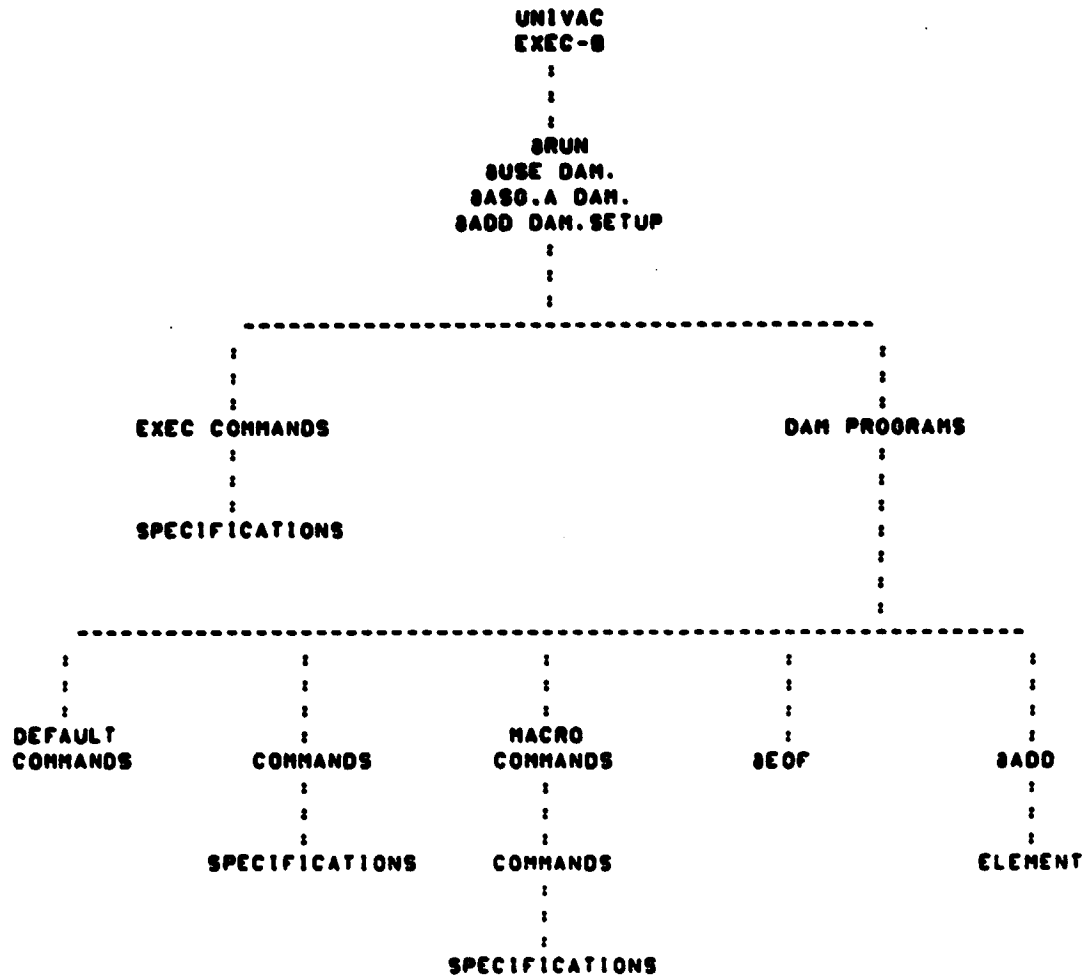 UNIVAC
EXEC-8
@RUN
@USE DAM.
@ASG,A DAM.
@ADD DAM.SETUP
EXEC COMMANDS
DAM PROGRAMS
SPECIFICATIONS
DEFAULT
COMMANDS
COMMANDS
MACRO
COMMANDS
@EOF
@ADD
SPECIFICATIONS
COMMANDS
ELEMENT
SPECIFICATIONS